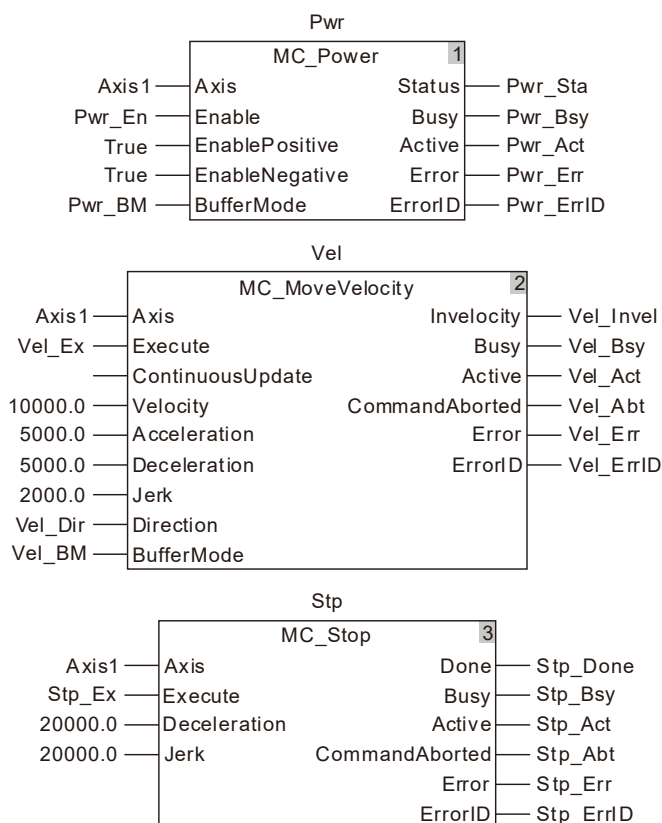 Pwr
MC_Power 1
Axis1 Axis Status Pwr_Sta
Pwr_En Enable Busy Pwr_Bsy
True EnablePositive Active Pwr_Act
True EnableNegative Error Pwr_Err
Pwr_BM BufferMode ErrorID Pwr_ErrID
Vel
MC_MoveVelocity 2
Axis1 Axis Invelocity Vel_Invel
Vel_Ex Execute Busy Vel_Bsy
ContinuousUpdate Active Vel_Act
10000.0 Velocity CommandAborted Vel_Abt
5000.0 Acceleration Error Vel_Err
5000.0 Deceleration ErrorID Vel_ErrID
2000.0 Jerk
Vel_Dir Direction
Vel_BM BufferMode
Stp
MC_Stop 3
Axis1 Axis Done Stp_Done
Stp_Ex Execute Busy Stp_Bsy
20000.0 Deceleration Active Stp_Act
20000.0 Jerk CommandAborted Stp_Abt
Error Stp_Err
ErrorID Stp_ErrID